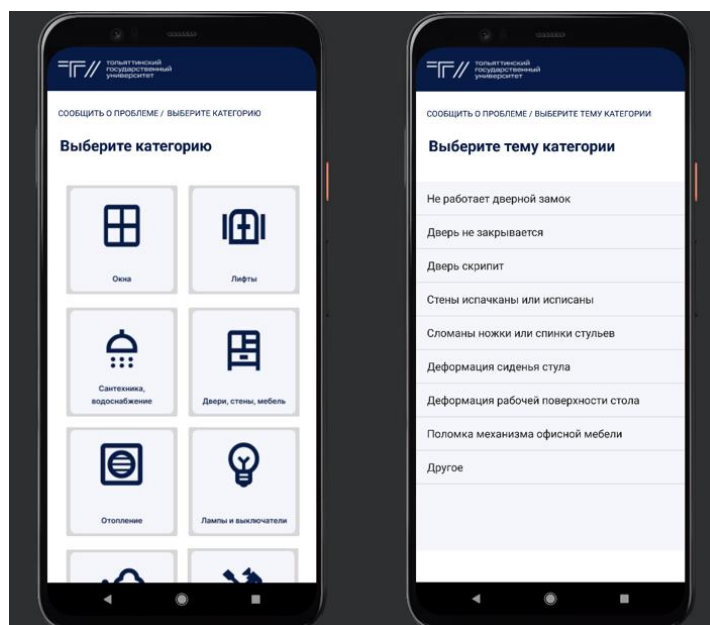 тольяттинский
государственный
университет
СООБЩИТЬ О ПРОБЛЕМЕ / ВЫБЕРИТЕ КАТЕГОРИЮ
Выберите категорию
Окна
Лифты
Сантехника,
водоснабжение
Двери, стены, мебель
Отопление
Лампы и выключатели
тольяттинский
государственный
университет
СООБЩИТЬ О ПРОБЛЕМЕ / ВЫБЕРИТЕ ТЕМУ КАТЕГОРИИ
Выберите тему категории
Не работает дверной замок
Дверь не закрывается
Дверь скрипит
Стены испачканы или исписаны
Сломаны ножки или спинки стульев
Деформация сиденья стула
Деформация рабочей поверхности стола
Поломка механизма офисной мебели
Другое